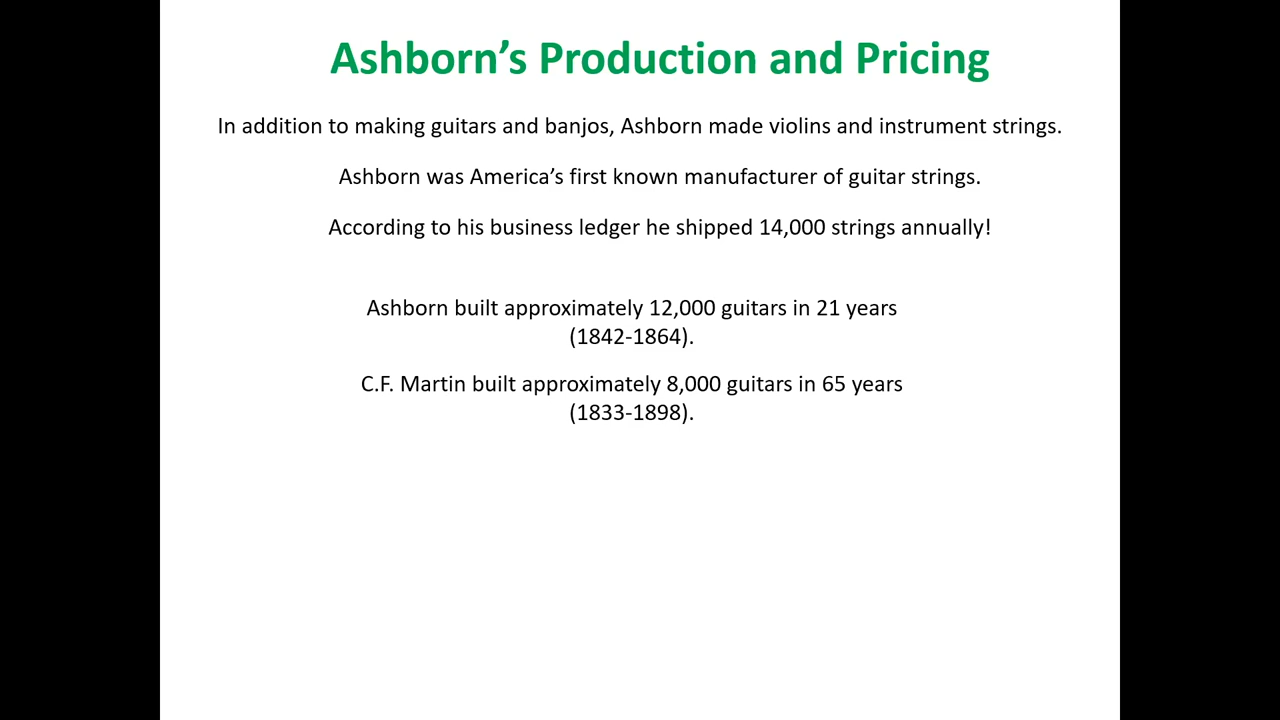 Ashborn’s Production and Pricing
In addition to making guitars and banjos, Ashborn made violins and instrument strings.
Ashborn was America’s first known manufacturer of guitar strings.
According to his business ledger he shipped 14,000 strings annually!
Ashborn built approximately 12,000 guitars in 21 years
(1842-1864).
C.F. Martin built approximately 8,000 guitars in 65 years
(1833-1898).